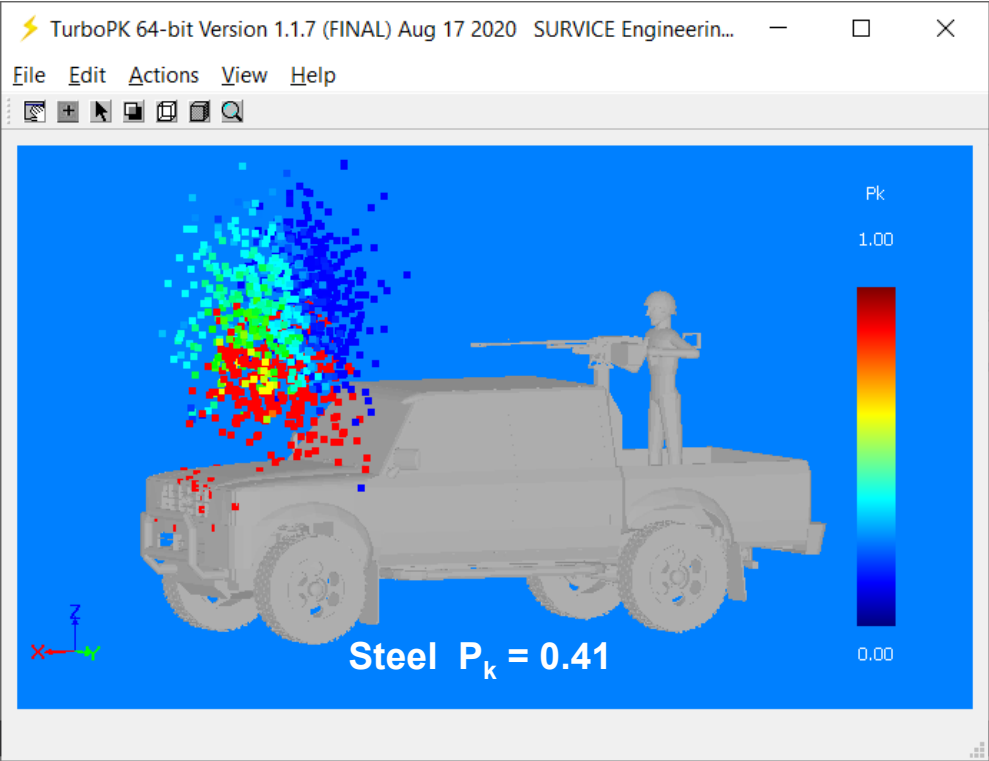 TurboPK 64-bit Version 1.1.7 (FINAL) Aug 17 2020 SURVICE Engineerin...
File Edit Actions View Help
Pk
1.00
Z
X Y
Steel Pk = 0.41
0.00